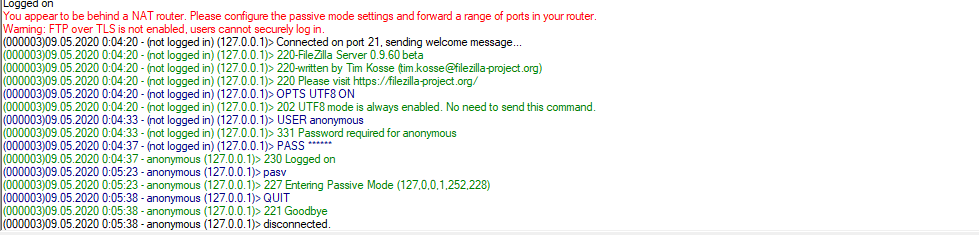 Logged on
You appear to be behind a NAT router. Please configure the passive mode settings and forward a range of ports in your router.
Warning: FTP over TLS is not enabled, users cannot securely log in.
(000003)09.05.2020 0:04:20 - (not logged in) (127.0.0.1)> Connected on port 21, sending welcome message...
(000003)09.05.2020 0:04:20 - (not logged in) (127.0.0.1)> 220-FileZilla Server 0.9.60 beta
(000003)09.05.2020 0:04:20 - (not logged in) (127.0.0.1)> 220-written by Tim Kosse (tim.kosse@filezilla-project.org)
(000003)09.05.2020 0:04:20 - (not logged in) (127.0.0.1)> 220 Please visit https://filezilla-project.org/
(000003)09.05.2020 0:04:20 - (not logged in) (127.0.0.1)> OPTS UTF8 ON
(000003)09.05.2020 0:04:20 - (not logged in) (127.0.0.1)> 202 UTF8 mode is always enabled. No need to send this command.
(000003)09.05.2020 0:04:33 - (not logged in) (127.0.0.1)> USER anonymous
(000003)09.05.2020 0:04:33 - (not logged in) (127.0.0.1)> 331 Password required for anonymous
(000003)09.05.2020 0:04:37 - (not logged in) (127.0.0.1)> PASS ******
(000003)09.05.2020 0:04:37 - anonymous (127.0.0.1)> 230 Logged on
(000003)09.05.2020 0:05:23 - anonymous (127.0.0.1)> pasv
(000003)09.05.2020 0:05:23 - anonymous (127.0.0.1)> 227 Entering Passive Mode (127,0,0,1,252,228)
(000003)09.05.2020 0:05:38 - anonymous (127.0.0.1)> QUIT
(000003)09.05.2020 0:05:38 - anonymous (127.0.0.1)> 221 Goodbye
(000003)09.05.2020 0:05:38 - anonymous (127.0.0.1)> disconnected.